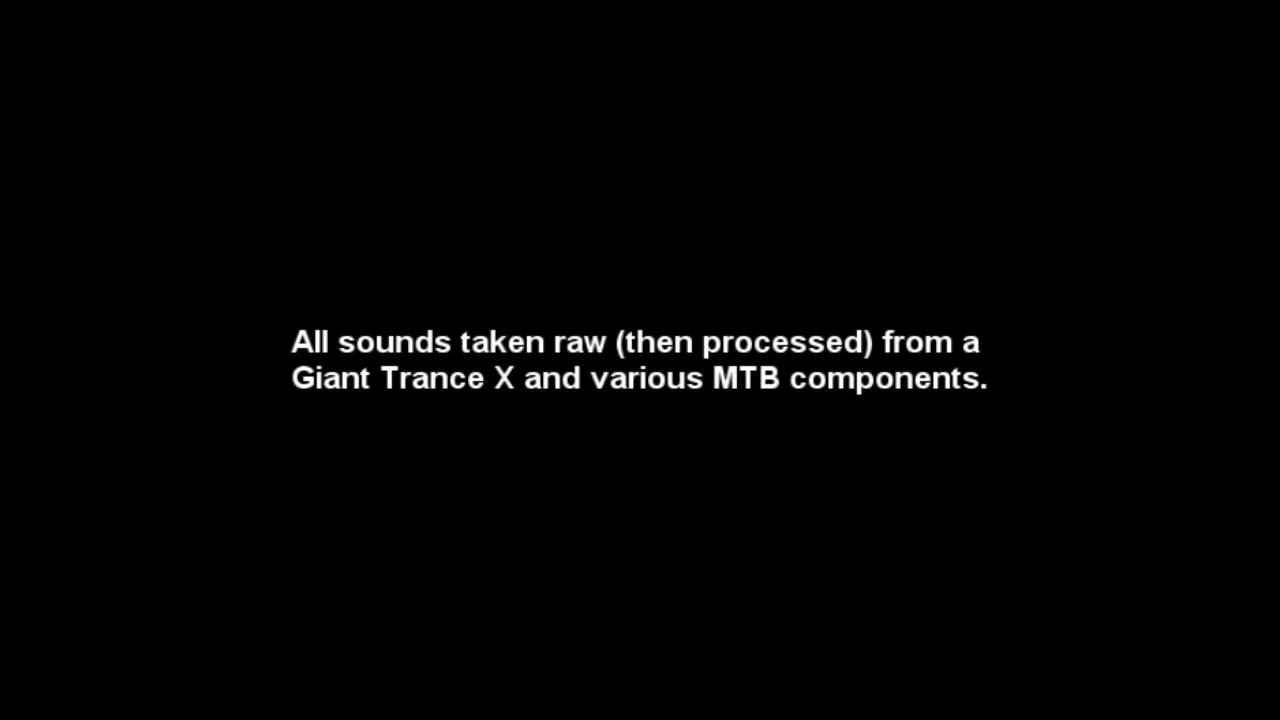 All sounds taken raw (then processed) from a
Giant Trance X and various MTB components.